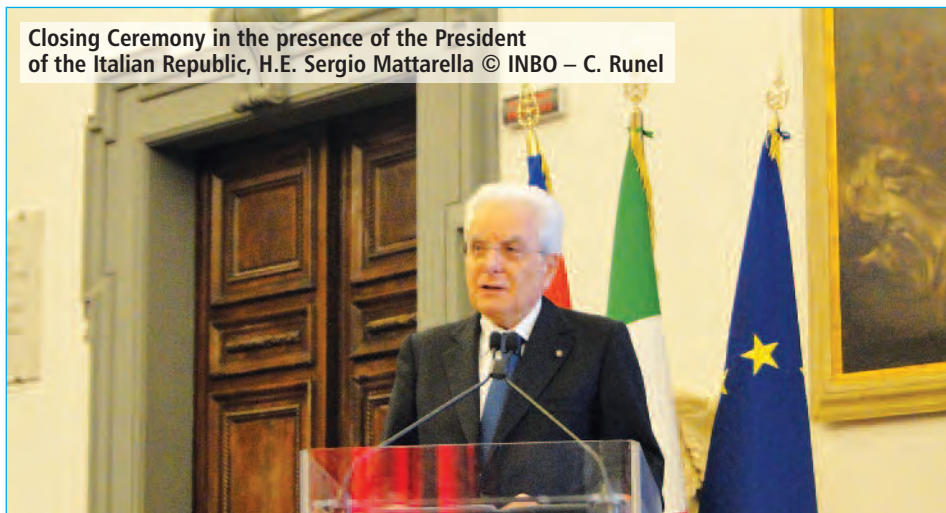 Closing Ceremony in the presence of the President
of the Italian Republic, H.E. Sergio Mattarella © INBO – C. Runel